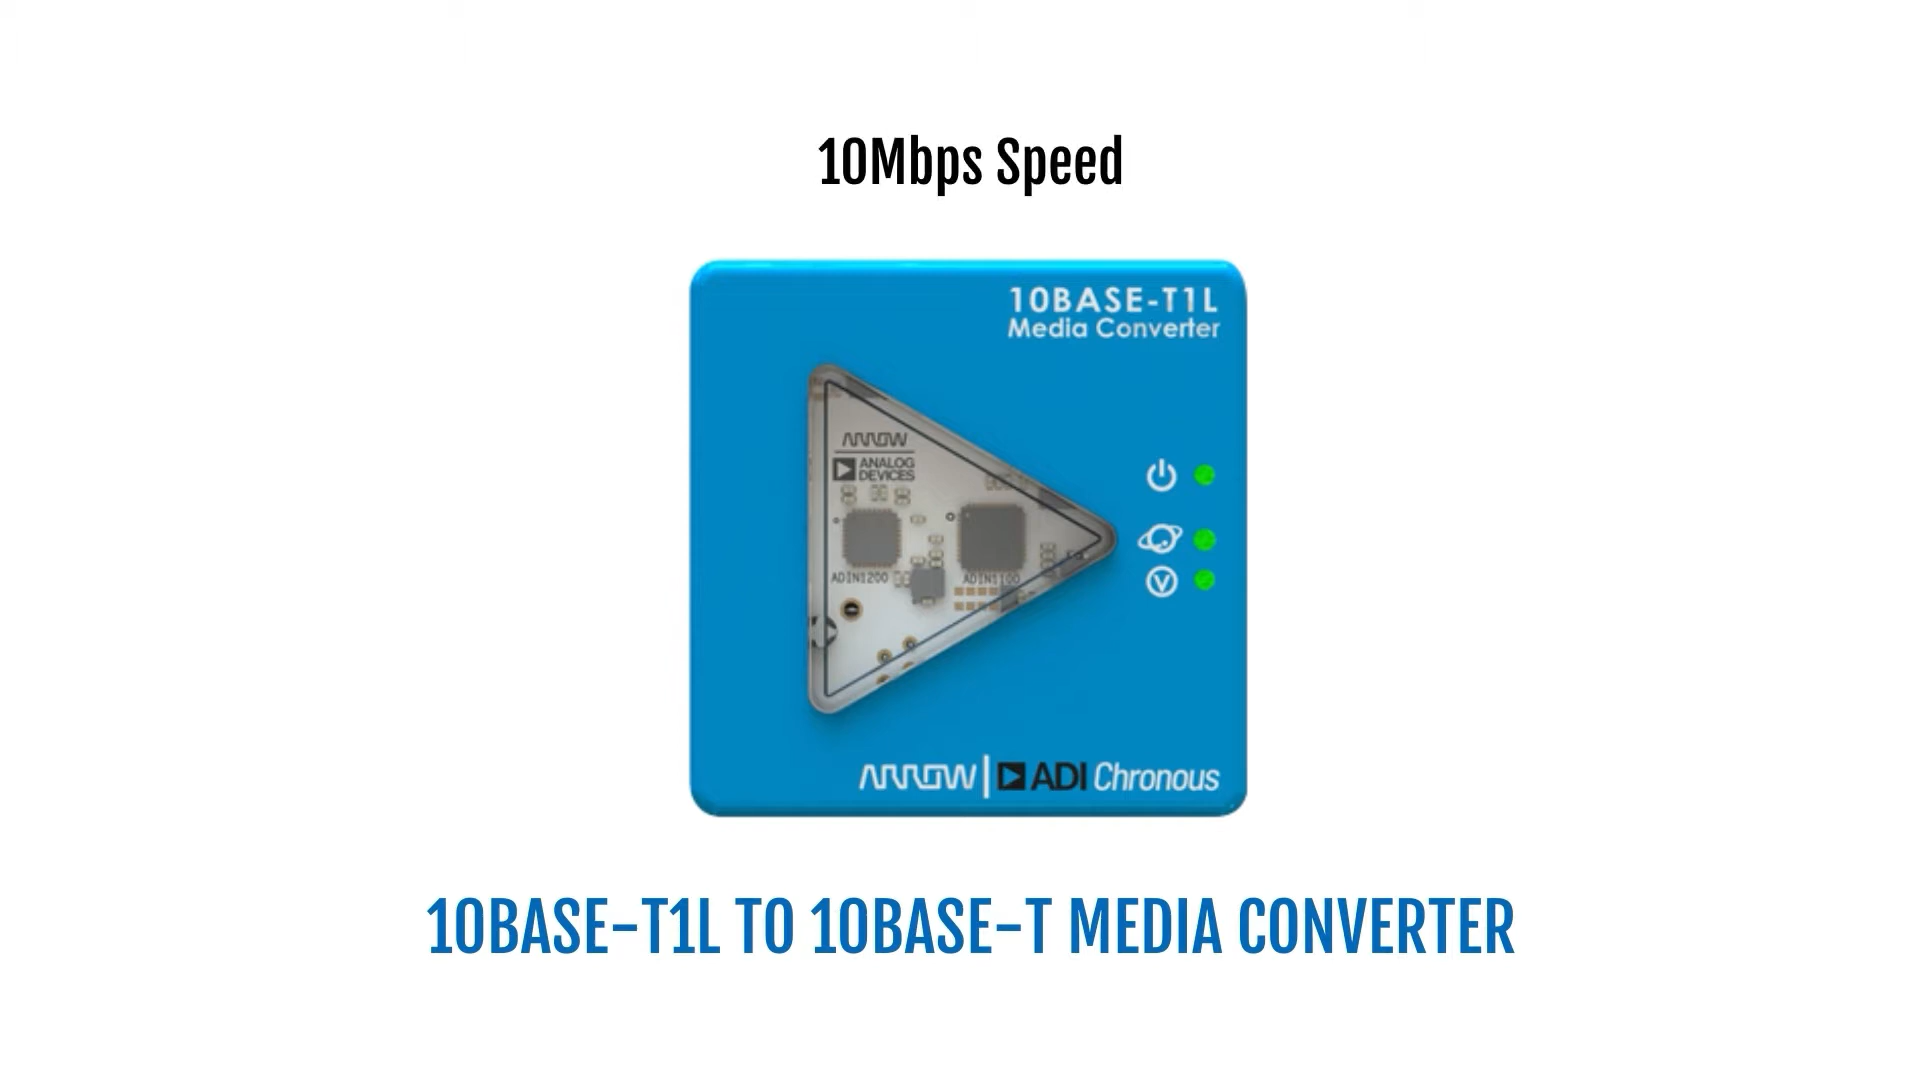 10Mbps Speed
10BASE-T1L
Media Converter
ARROW
ANALOG
DEVICES
ADIN1200
ADIN1100
ARROW | ADI Chronous
10BASE-T1L TO 10BASE-T MEDIA CONVERTER